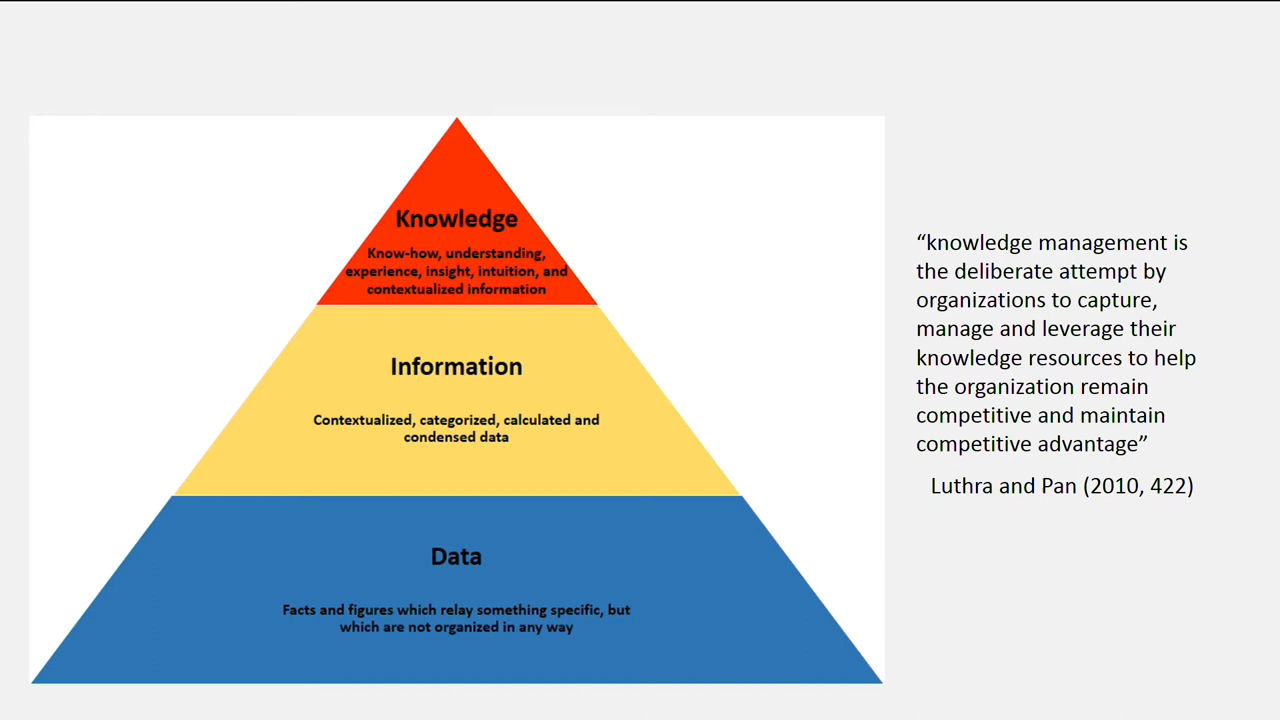 Knowledge
Know-how, understanding,
experience, insight, intuition, and
contextualized information
Information
Contextualized, categorized, calculated and
condensed data
Data
Facts and figures which relay something specific, but
which are not organized in any way
“knowledge management is
the deliberate attempt by
organizations to capture,
manage and leverage their
knowledge resources to help
the organization remain
competitive and maintain
competitive advantage”
Luthra and Pan (2010, 422)